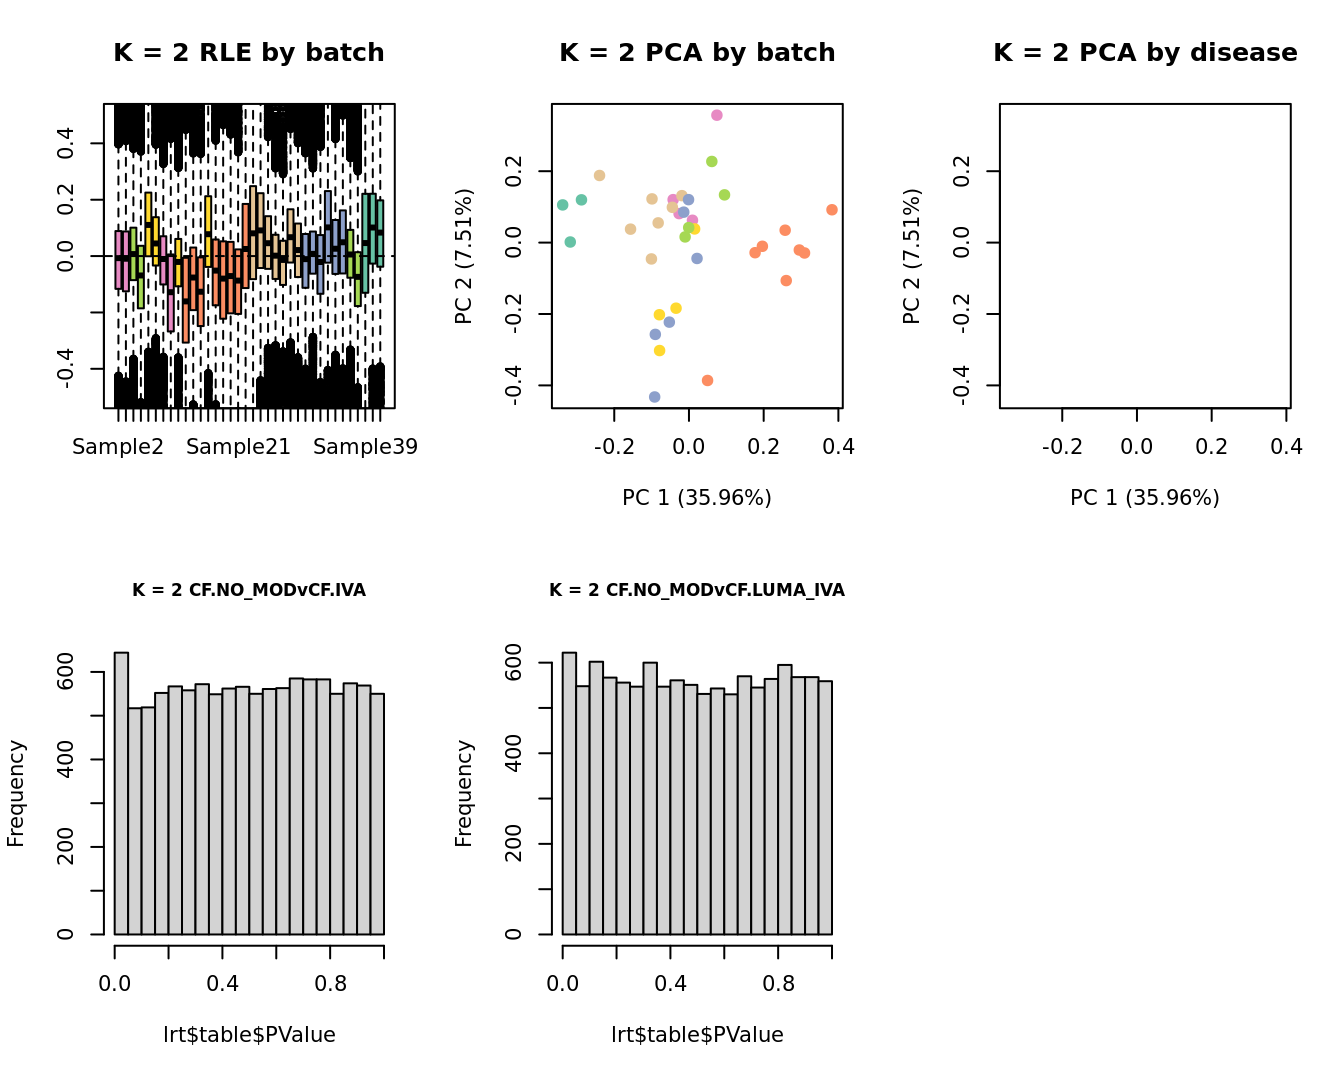 K = 2 RLE by batch
0.4
0.2
0.0
-0.4
Sample2
Sample21
Sample39
K = 2 PCA by batch
PC 2 (7.51%)
0.2
0.0
-0.2
-0.4
-0.2
0.0
0.2
0.4
PC 1 (35.96%)
K = 2 PCA by disease
PC 2 (7.51%)
0.2
0.0
-0.2
-0.4
-0.2
0.0
0.2
0.4
PC 1 (35.96%)
K = 2 CF.NO_MODvCF.IVA
Frequency
600
400
200
0
0.0
0.4
0.8
lrt$table$PValue
K = 2 CF.NO_MODvCF.LUMA_IVA
Frequency
600
400
200
0
0.0
0.4
0.8
lrt$table$PValue